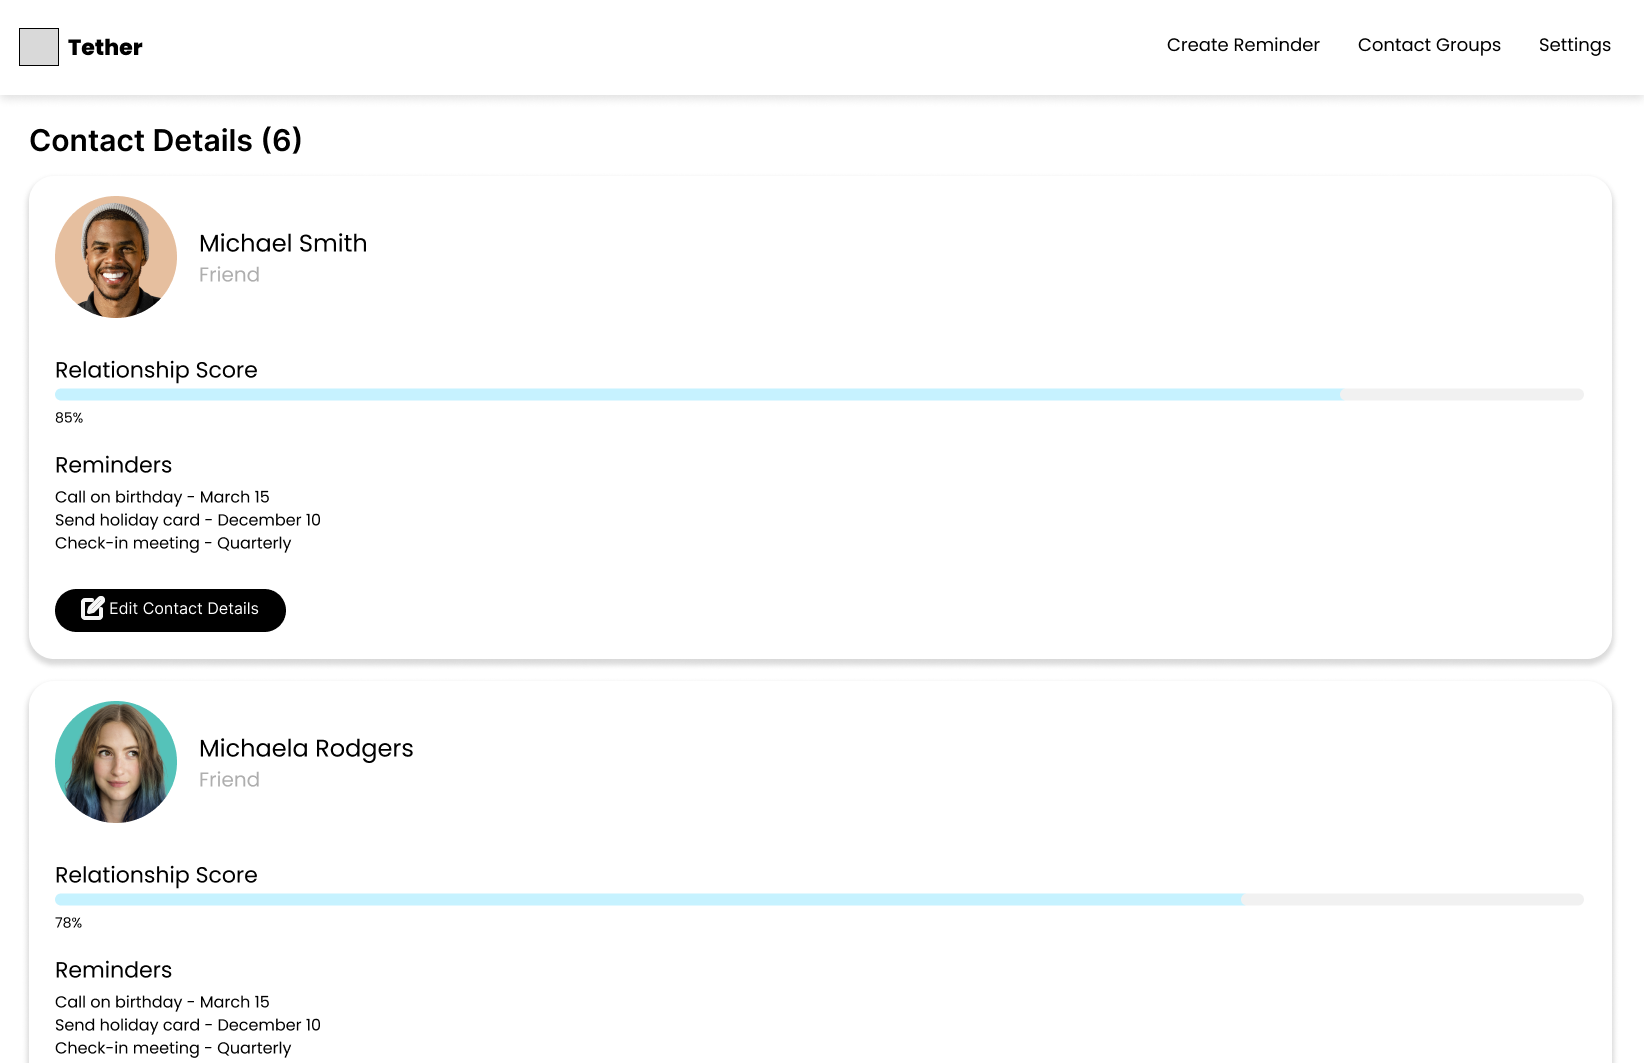 Tether
Create Reminder
Contact Groups
Settings
Contact Details (6)
Michael Smith
Friend
Relationship Score
85%
Reminders
Call on birthday - March 15
Send holiday card - December 10
Check-in meeting - Quarterly
Edit Contact Details
Michaela Rodgers
Friend
Relationship Score
78%
Reminders
Call on birthday - March 15
Send holiday card - December 10
Check-in meeting - Quarterly